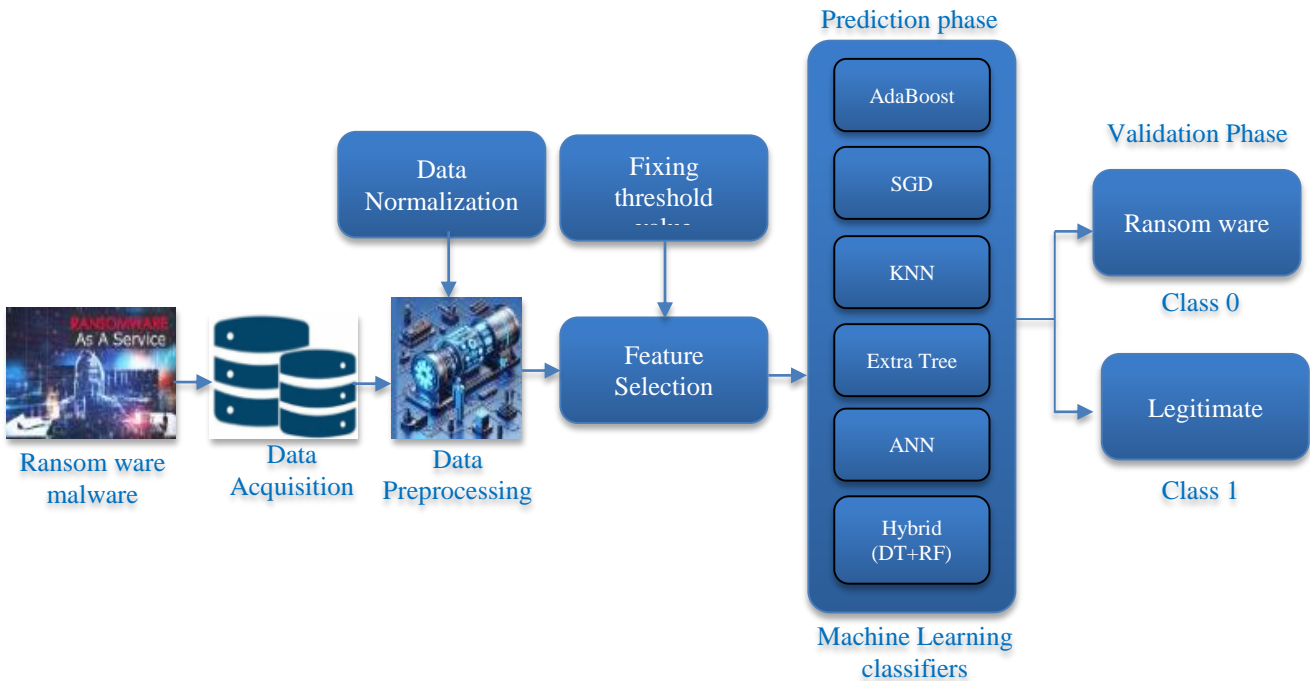 Prediction phase
AdaBoost
SGD
KNN
Extra Tree
ANN
Hybrid
(DT+RF)
Machine Learning
classifiers
Data
Normalization
Fixing
threshold
value
RANSOMWARE
As A Service
Ransom ware
malware
Data
Acquisition
Data
Preprocessing
Feature
Selection
Validation Phase
Ransom ware
Class 0
Legitimate
Class 1